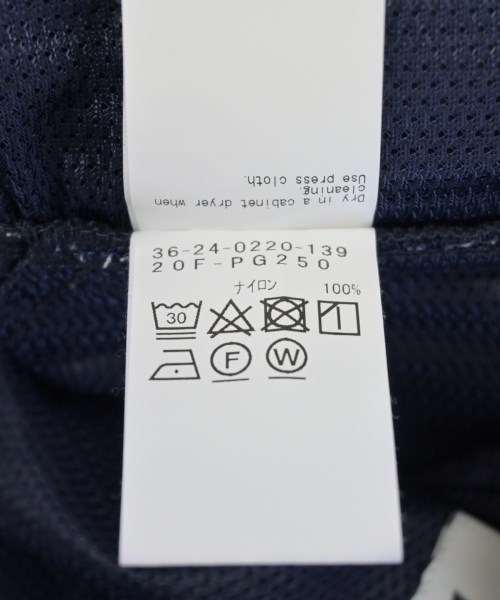 Dry in a cabinet dryer when
cleaning.
Use press cloth.
36-24-0220-139
20F-PG250
ナイロン 100%
30
F W